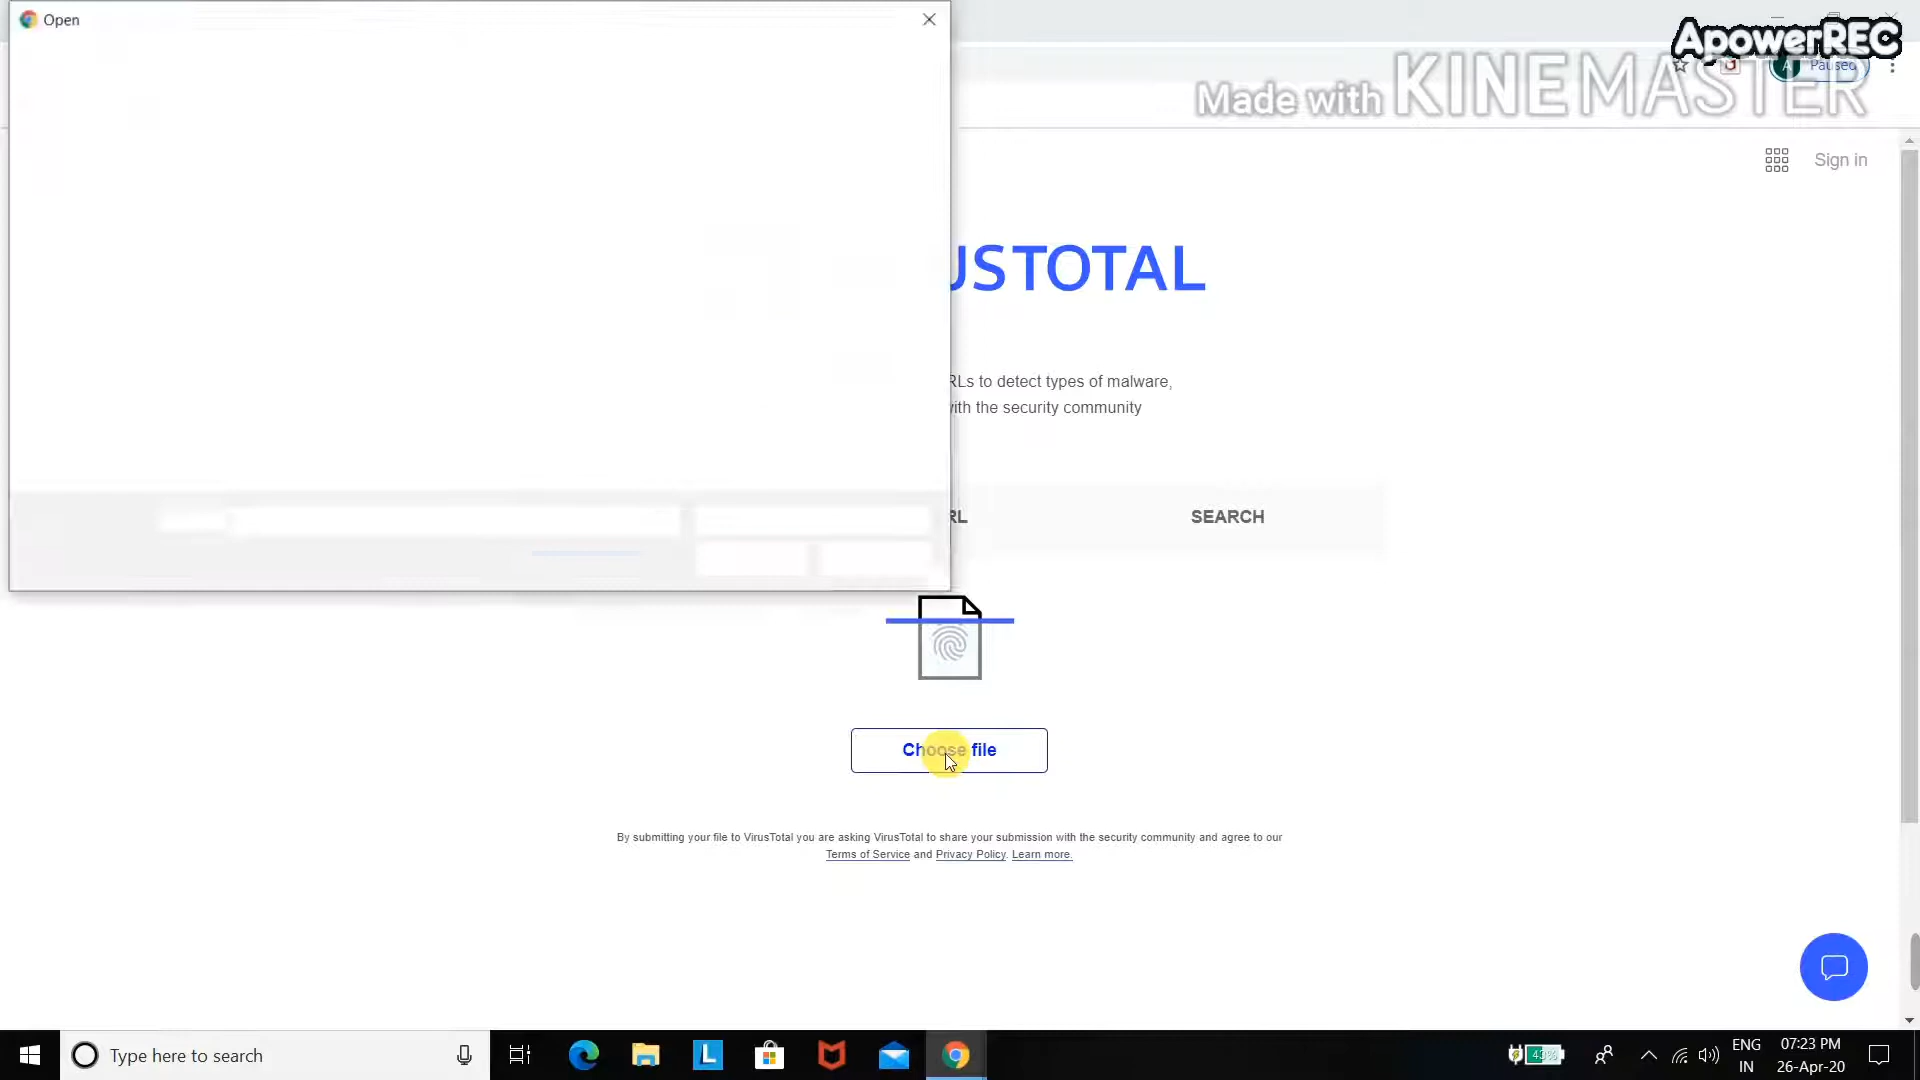 Open
ApowerREC
Paused
A
Made with KINEMASTER
Sign in
USTOTAL
RLs to detect types of malware,
with the security community
RL
SEARCH
Choose file
By submitting your file to VirusTotal you are asking VirusTotal to share your submission with the security community and agree to our
Terms of Service and Privacy Policy. Learn more.
Type here to search
L
40%
ENG
IN
07:23 PM
26-Apr-20